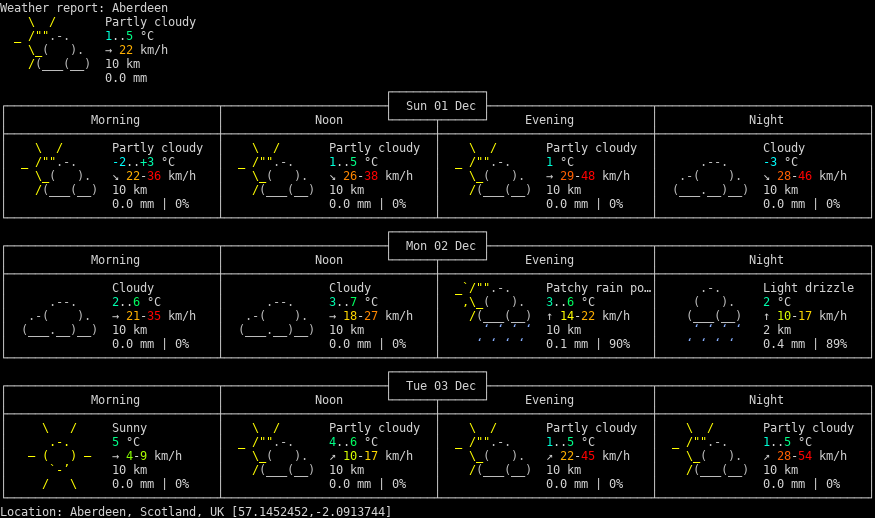 Weather report: Aberdeen
Partly cloudy
1..5 °C
→ 22 km/h
10 km
0.0 mm
Sun 01 Dec
Morning Noon Evening Night
Partly cloudy Partly cloudy Partly cloudy Cloudy
-2..+3 °C 1..5 °C 1 °C -3 °C
↘ 22-36 km/h ↘ 26-38 km/h → 29-48 km/h ↘ 28-46 km/h
10 km 10 km 10 km 10 km
0.0 mm | 0% 0.0 mm | 0% 0.0 mm | 0% 0.0 mm | 0%
Mon 02 Dec
Morning Noon Evening Night
Cloudy Cloudy Patchy rain po… Light drizzle
2..6 °C 3..7 °C 3..6 °C 2 °C
→ 21-35 km/h → 18-27 km/h ↑ 14-22 km/h ↑ 10-17 km/h
10 km 10 km 10 km 2 km
0.0 mm | 0% 0.0 mm | 0% 0.1 mm | 90% 0.4 mm | 89%
Tue 03 Dec
Morning Noon Evening Night
Sunny Partly cloudy Partly cloudy Partly cloudy
5 °C 4..6 °C 1..5 °C 1..5 °C
→ 4-9 km/h ↗ 10-17 km/h ↗ 22-45 km/h ↗ 28-54 km/h
10 km 10 km 10 km 10 km
0.0 mm | 0% 0.0 mm | 0% 0.0 mm | 0% 0.0 mm | 0%
Location: Aberdeen, Scotland, UK [57.1452452,-2.0913744]